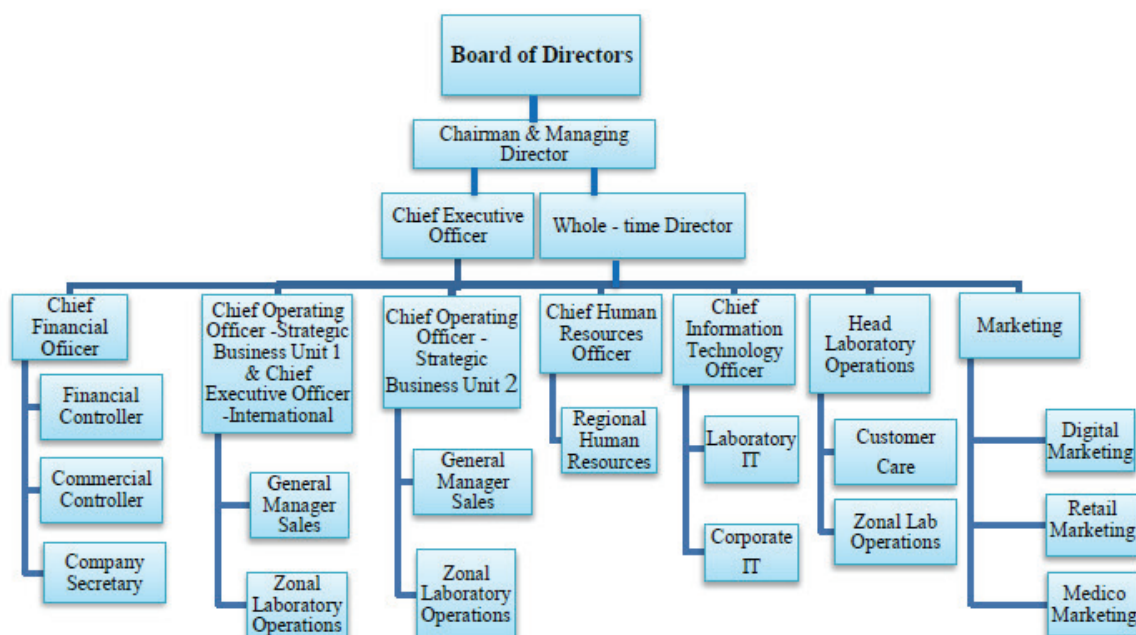 Board of Directors
Chairman & Managing
Director
Chief Executive
Officer
Whole - time Director
Chief
Financial Ofiicer
Financial
Controller
Commercial
Controller
Company
Secretary
Chief Operating
Officer -Strategic
Business Unit 1
& Chief
Executive Officer
-International
General
Manager
Sales
Zonal
Laboratory
Operations
Chief Operating
Officer -
Strategic
Business Unit 2
General
Manager
Sales
Zonal
Laboratory
Operations
Chief Human
Resources
Officer
Regional
Human
Resources
Chief
Information
Technology
Officer
Laboratory
IT
Corporate
IT
Head
Laboratory
Operations
Customer
Care
Zonal Lab
Operations
Marketing
Digital
Marketing
Retail
Marketing
Medico
Marketing